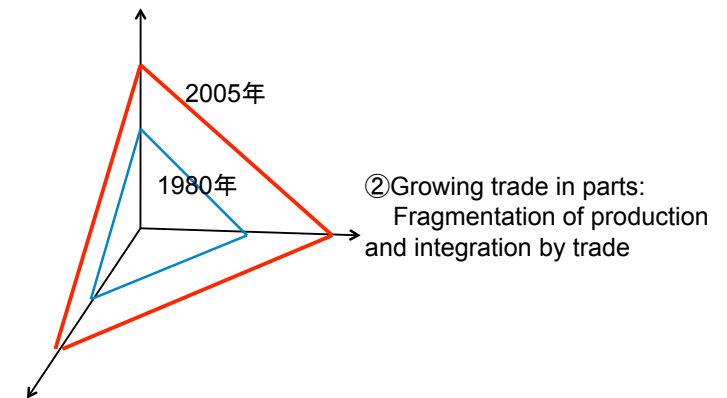 2005年
1980年
②Growing trade in parts:
Fragmentation of production
and integration by trade